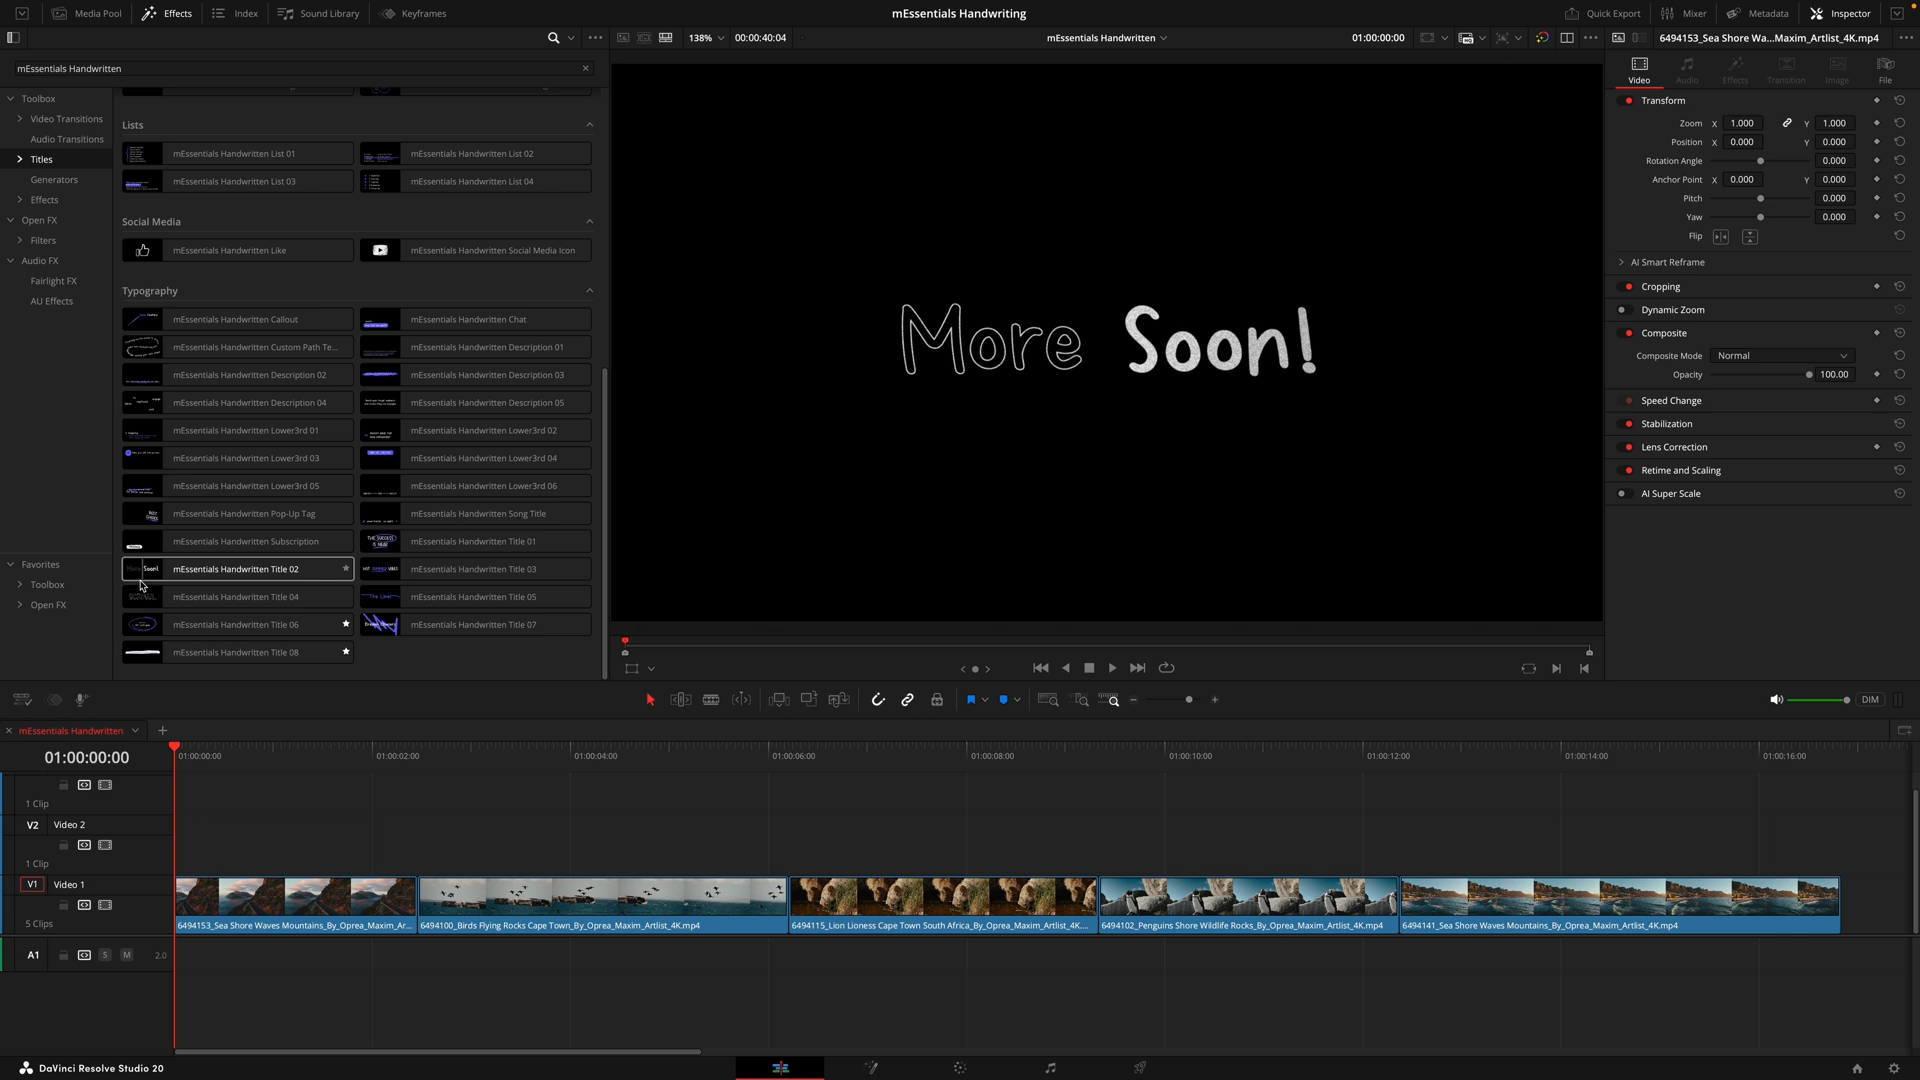 Media Pool
Effects
Index
Sound Library
Keyframes
mEssentials Handwriting
Quick Export
Mixer
Metadata
Inspector
138%
00:00:40:04
mEssentials Handwritten
01:00:00:00
6494153_Sea Shore Wa...Maxim_Artlist_4K.mp4
mEssentials Handwritten
Toolbox
Video Transitions
Audio Transitions
Titles
Generators
Effects
Open FX
Filters
Audio FX
Fairlight FX
AU Effects
Favorites
Toolbox
Open FX
Lists
mEssentials Handwritten List 01
mEssentials Handwritten List 02
mEssentials Handwritten List 03
mEssentials Handwritten List 04
Social Media
mEssentials Handwritten Like
mEssentials Handwritten Social Media Icon
Typography
mEssentials Handwritten Callout
mEssentials Handwritten Chat
mEssentials Handwritten Custom Path Te...
mEssentials Handwritten Description 01
mEssentials Handwritten Description 02
mEssentials Handwritten Description 03
mEssentials Handwritten Description 04
mEssentials Handwritten Description 05
mEssentials Handwritten Lower3rd 01
mEssentials Handwritten Lower3rd 02
mEssentials Handwritten Lower3rd 03
mEssentials Handwritten Lower3rd 04
mEssentials Handwritten Lower3rd 05
mEssentials Handwritten Lower3rd 06
mEssentials Handwritten Pop-Up Tag
mEssentials Handwritten Song Title
mEssentials Handwritten Subscription
mEssentials Handwritten Title 01
mEssentials Handwritten Title 02
mEssentials Handwritten Title 03
mEssentials Handwritten Title 04
mEssentials Handwritten Title 05
mEssentials Handwritten Title 06
mEssentials Handwritten Title 07
mEssentials Handwritten Title 08
More Soon!
Video
Audio
Effects
Transition
Image
File
Transform
Zoom X 1.000 Y 1.000
Position X 0.000 Y 0.000
Rotation Angle 0.000
Anchor Point X 0.000 Y 0.000
Pitch 0.000
Yaw 0.000
Flip
AI Smart Reframe
Cropping
Dynamic Zoom
Composite
Composite Mode Normal
Opacity 100.00
Speed Change
Stabilization
Lens Correction
Retime and Scaling
AI Super Scale
DIM
mEssentials Handwritten
01:00:00:00
01:00:00:00
01:00:02:00
01:00:04:00
01:00:06:00
01:00:08:00
01:00:10:00
01:00:12:00
01:00:14:00
01:00:16:00
1 Clip
V2 Video 2
1 Clip
V1 Video 1
5 Clips
6494153_Sea Shore Waves Mountains_By_Oprea_Maxim_Ar...
6494100_Birds Flying Rocks Cape Town_By_Oprea_Maxim_Artlist_4K.mp4
6494115_Lion Lioness Cape Town South Africa_By_Oprea_Maxim_Artlist_4K....
6494102_Penguins Shore Wildlife Rocks_By_Oprea_Maxim_Artlist_4K.mp4
6494141_Sea Shore Waves Mountains_By_Oprea_Maxim_Artlist_4K.mp4
A1 S M 2.0
DaVinci Resolve Studio 20